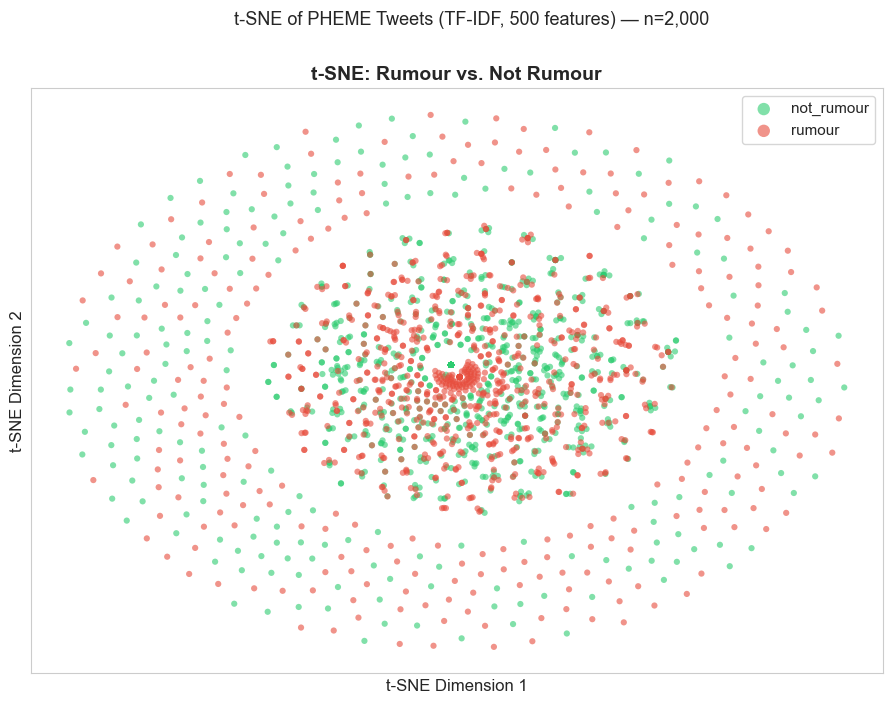 t-SNE of PHEME Tweets (TF-IDF, 500 features) — n=2,000
t-SNE: Rumour vs. Not Rumour
not_rumour
rumour
t-SNE Dimension 2
t-SNE Dimension 1